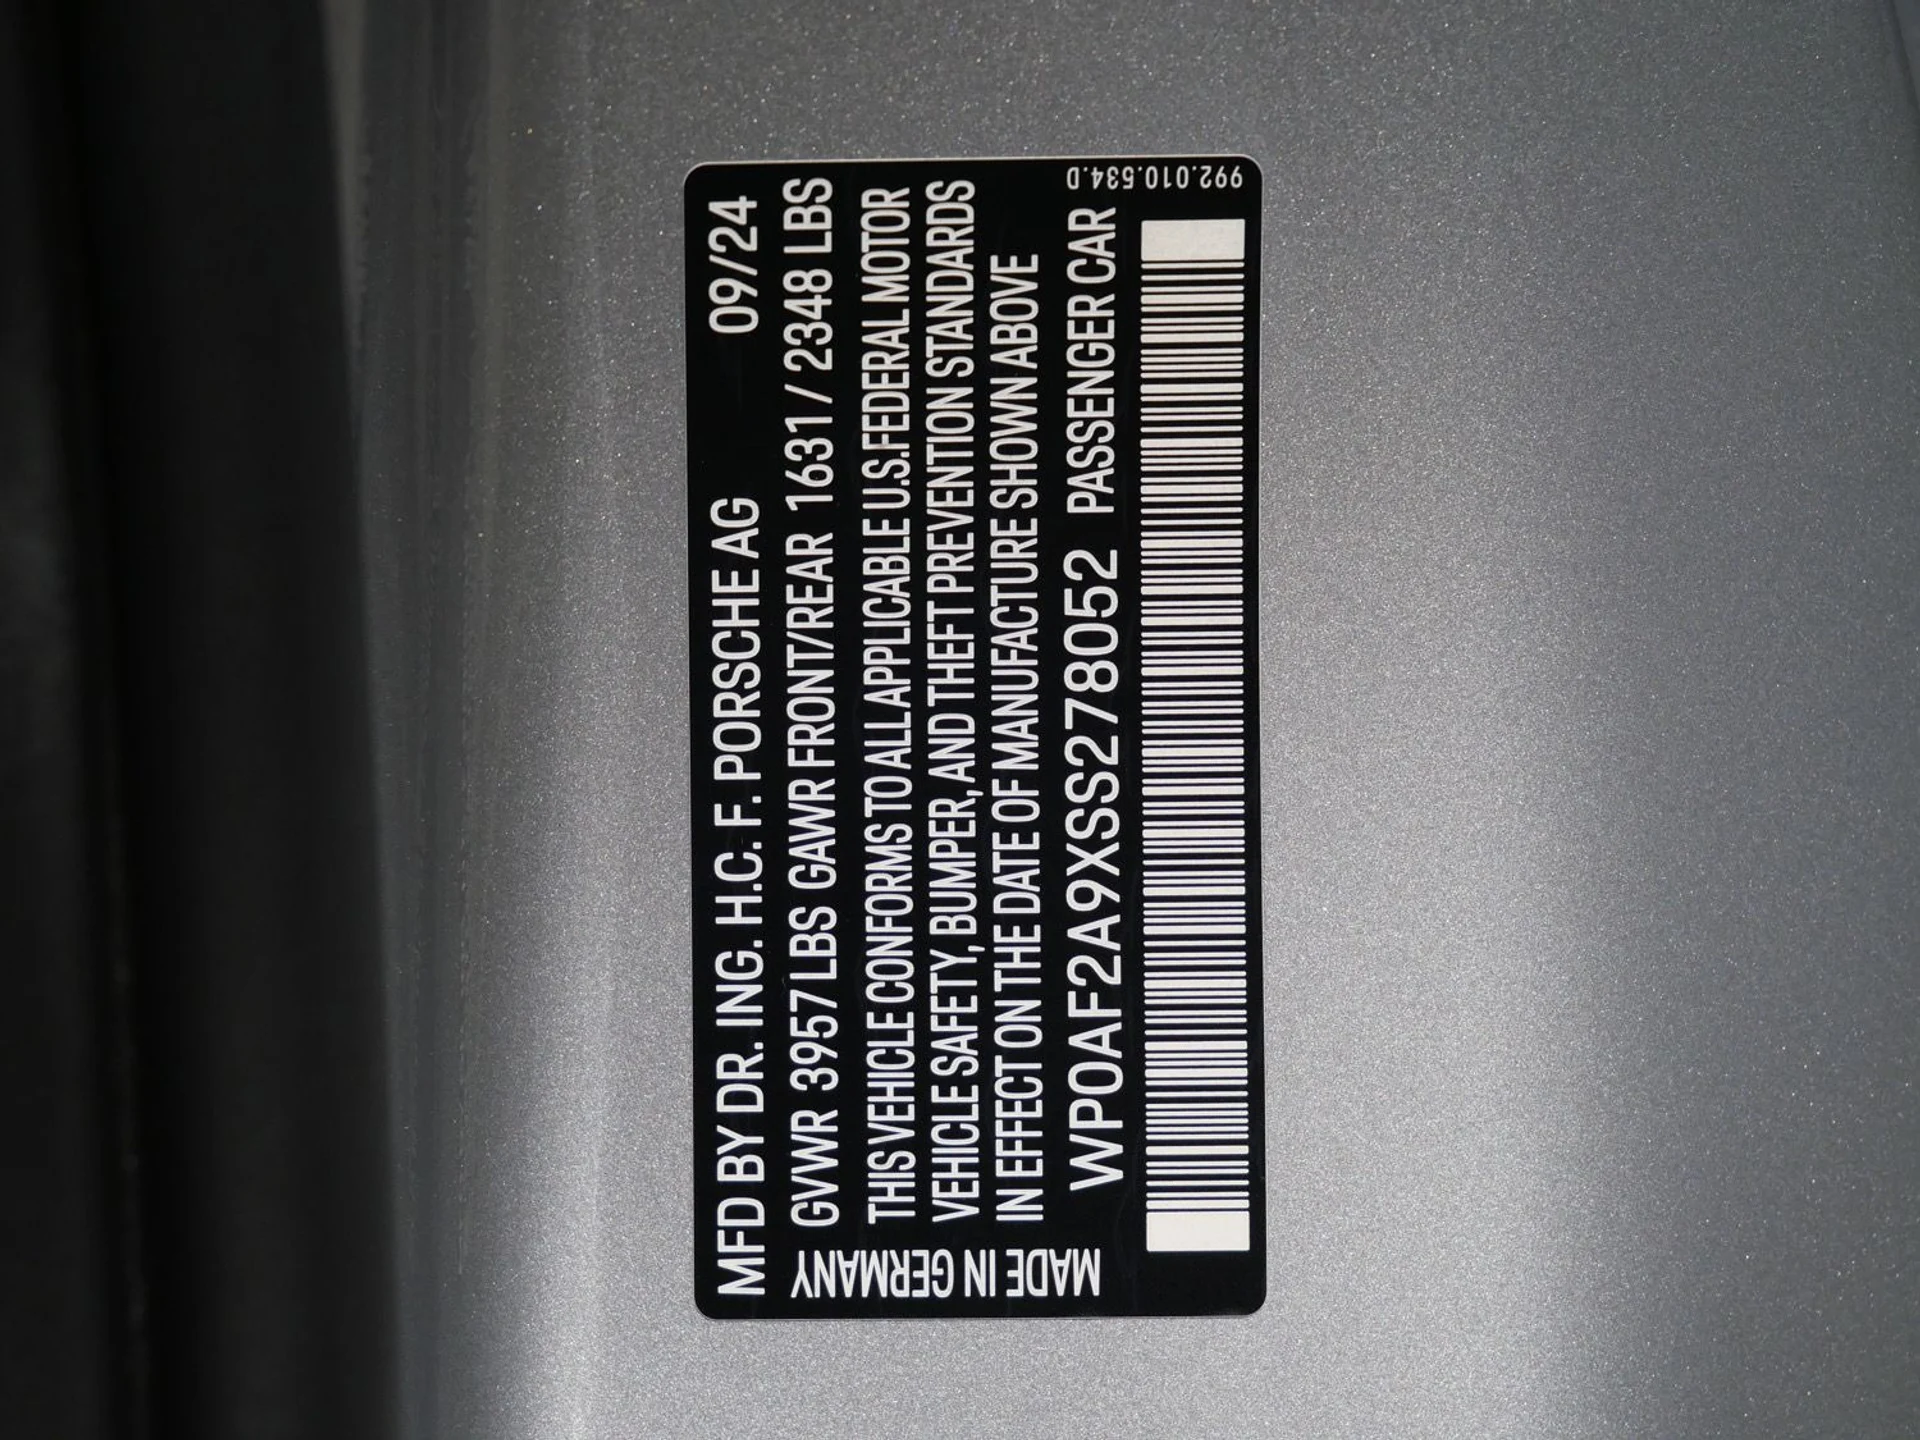 MFD BY DR. ING. H.C. F. PORSCHE AG 09/24
GVWR 3957 LBS GAWR FRONT/REAR 1631 / 2348 LBS
THIS VEHICLE CONFORMS TO ALL APPLICABLE U.S.FEDERAL MOTOR
VEHICLE SAFETY, BUMPER, AND THEFT PREVENTION STANDARDS
IN EFFECT ON THE DATE OF MANUFACTURE SHOWN ABOVE
WP0AF2A9XSS278052 PASSENGER CAR
MADE IN GERMANY
992.010.534.D